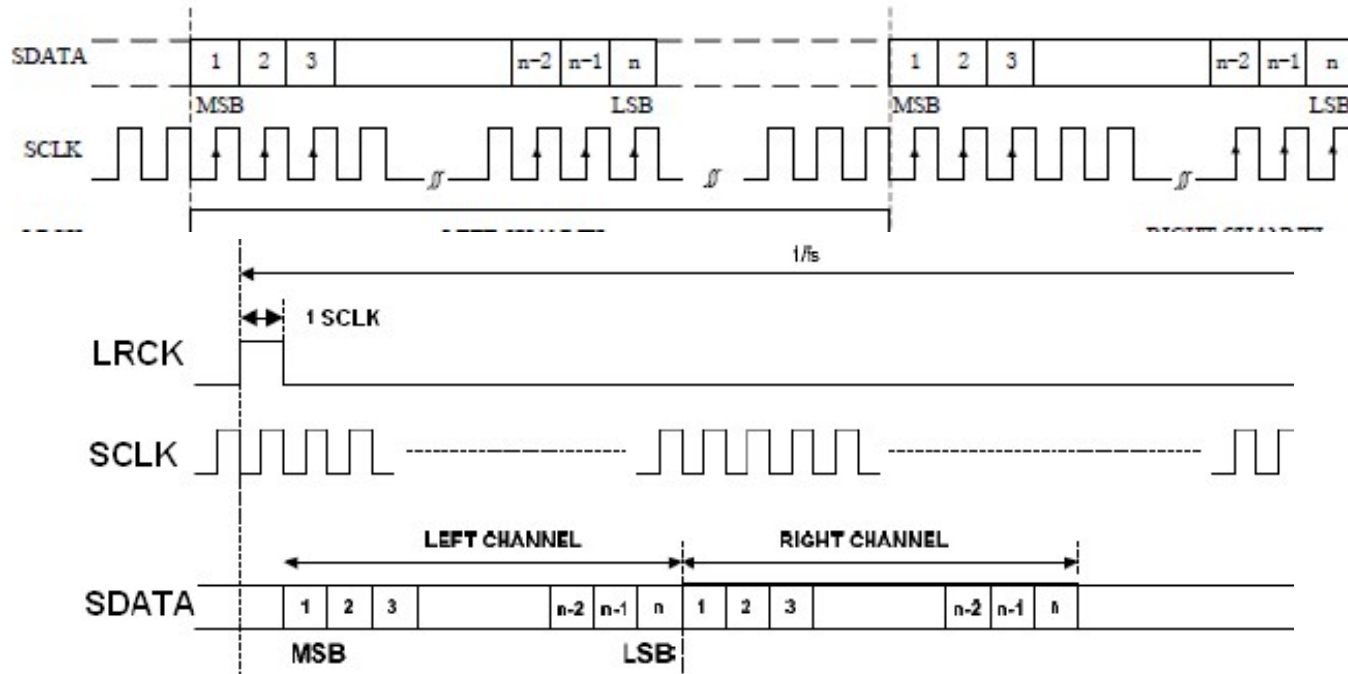 SDATA 1 2 3 n-2 n-1 n 1 2 3 n-2 n-1 n
MSB LSB MSB LSB
SCLK
1/fs
1 SCLK
LRCK
SCLK
LEFT CHANNEL RIGHT CHANNEL
SDATA 1 2 3 n-2 n-1 n 1 2 3 n-2 n-1 n
MSB LSB